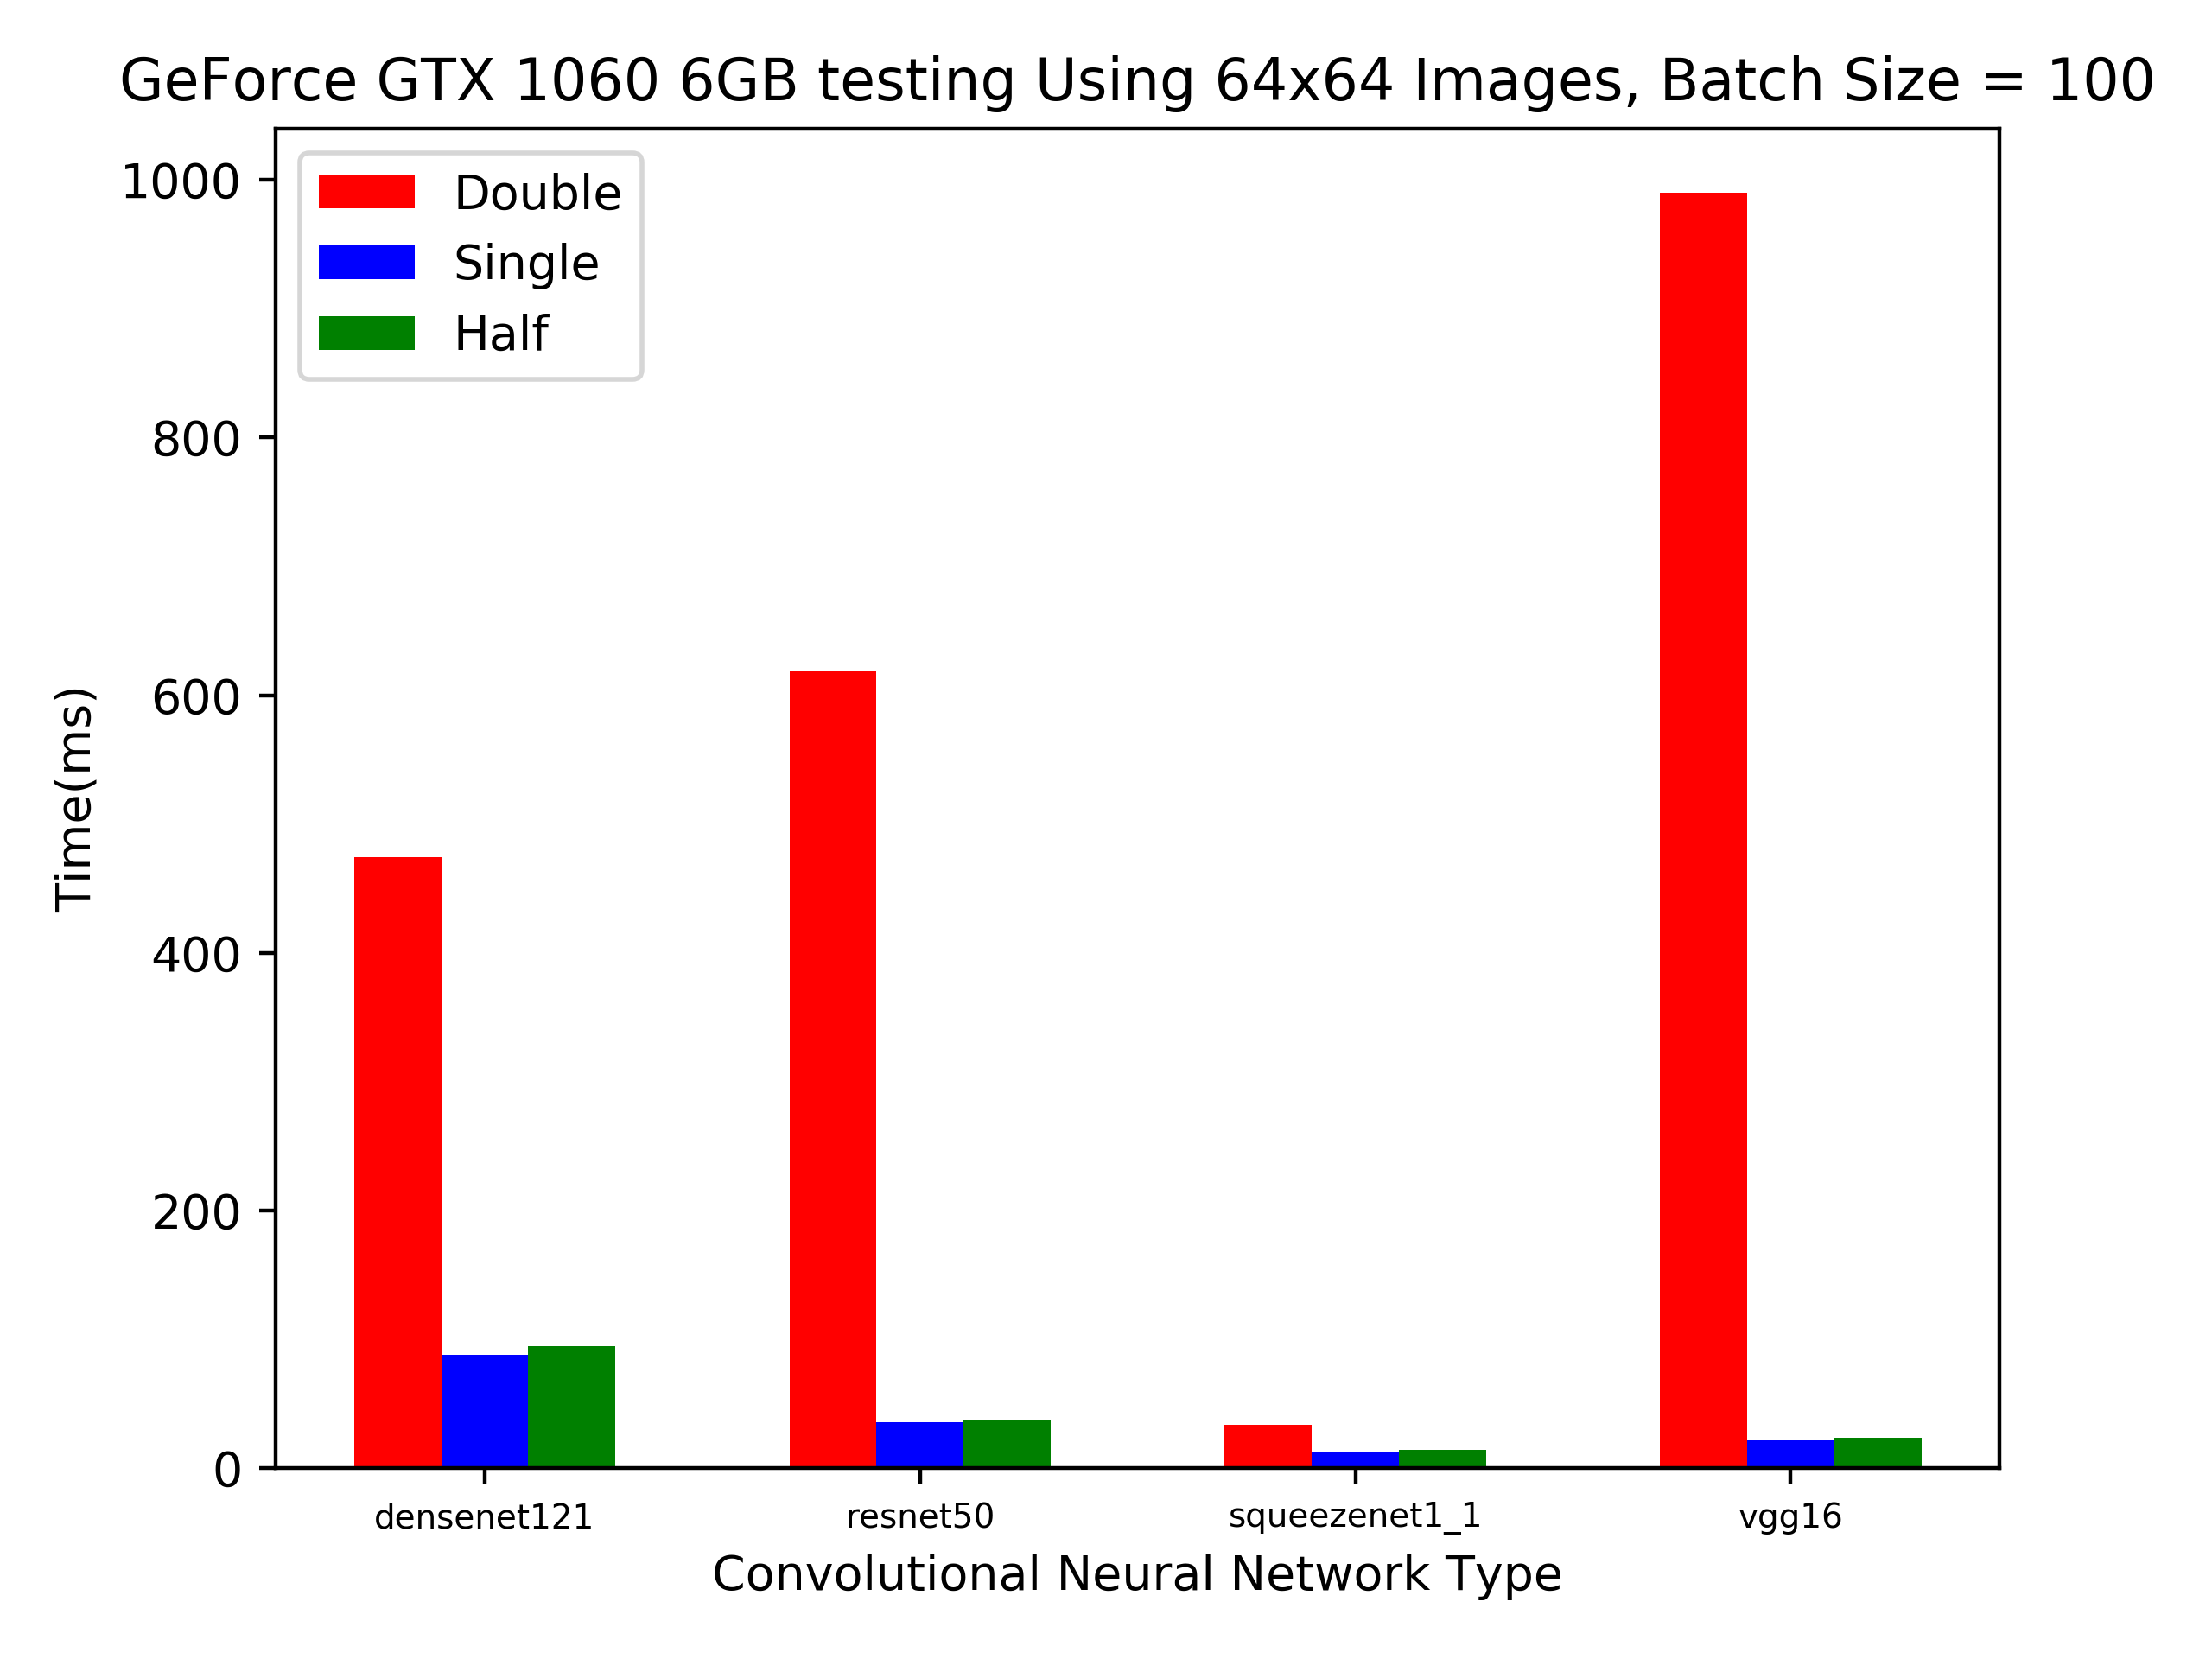 GeForce GTX 1060 6GB testing Using 64x64 Images, Batch Size = 100
1000
800
600
400
200
0
Time(ms)
Double
Single
Half
densenet121
resnet50
squeezenet1_1
vgg16
Convolutional Neural Network Type